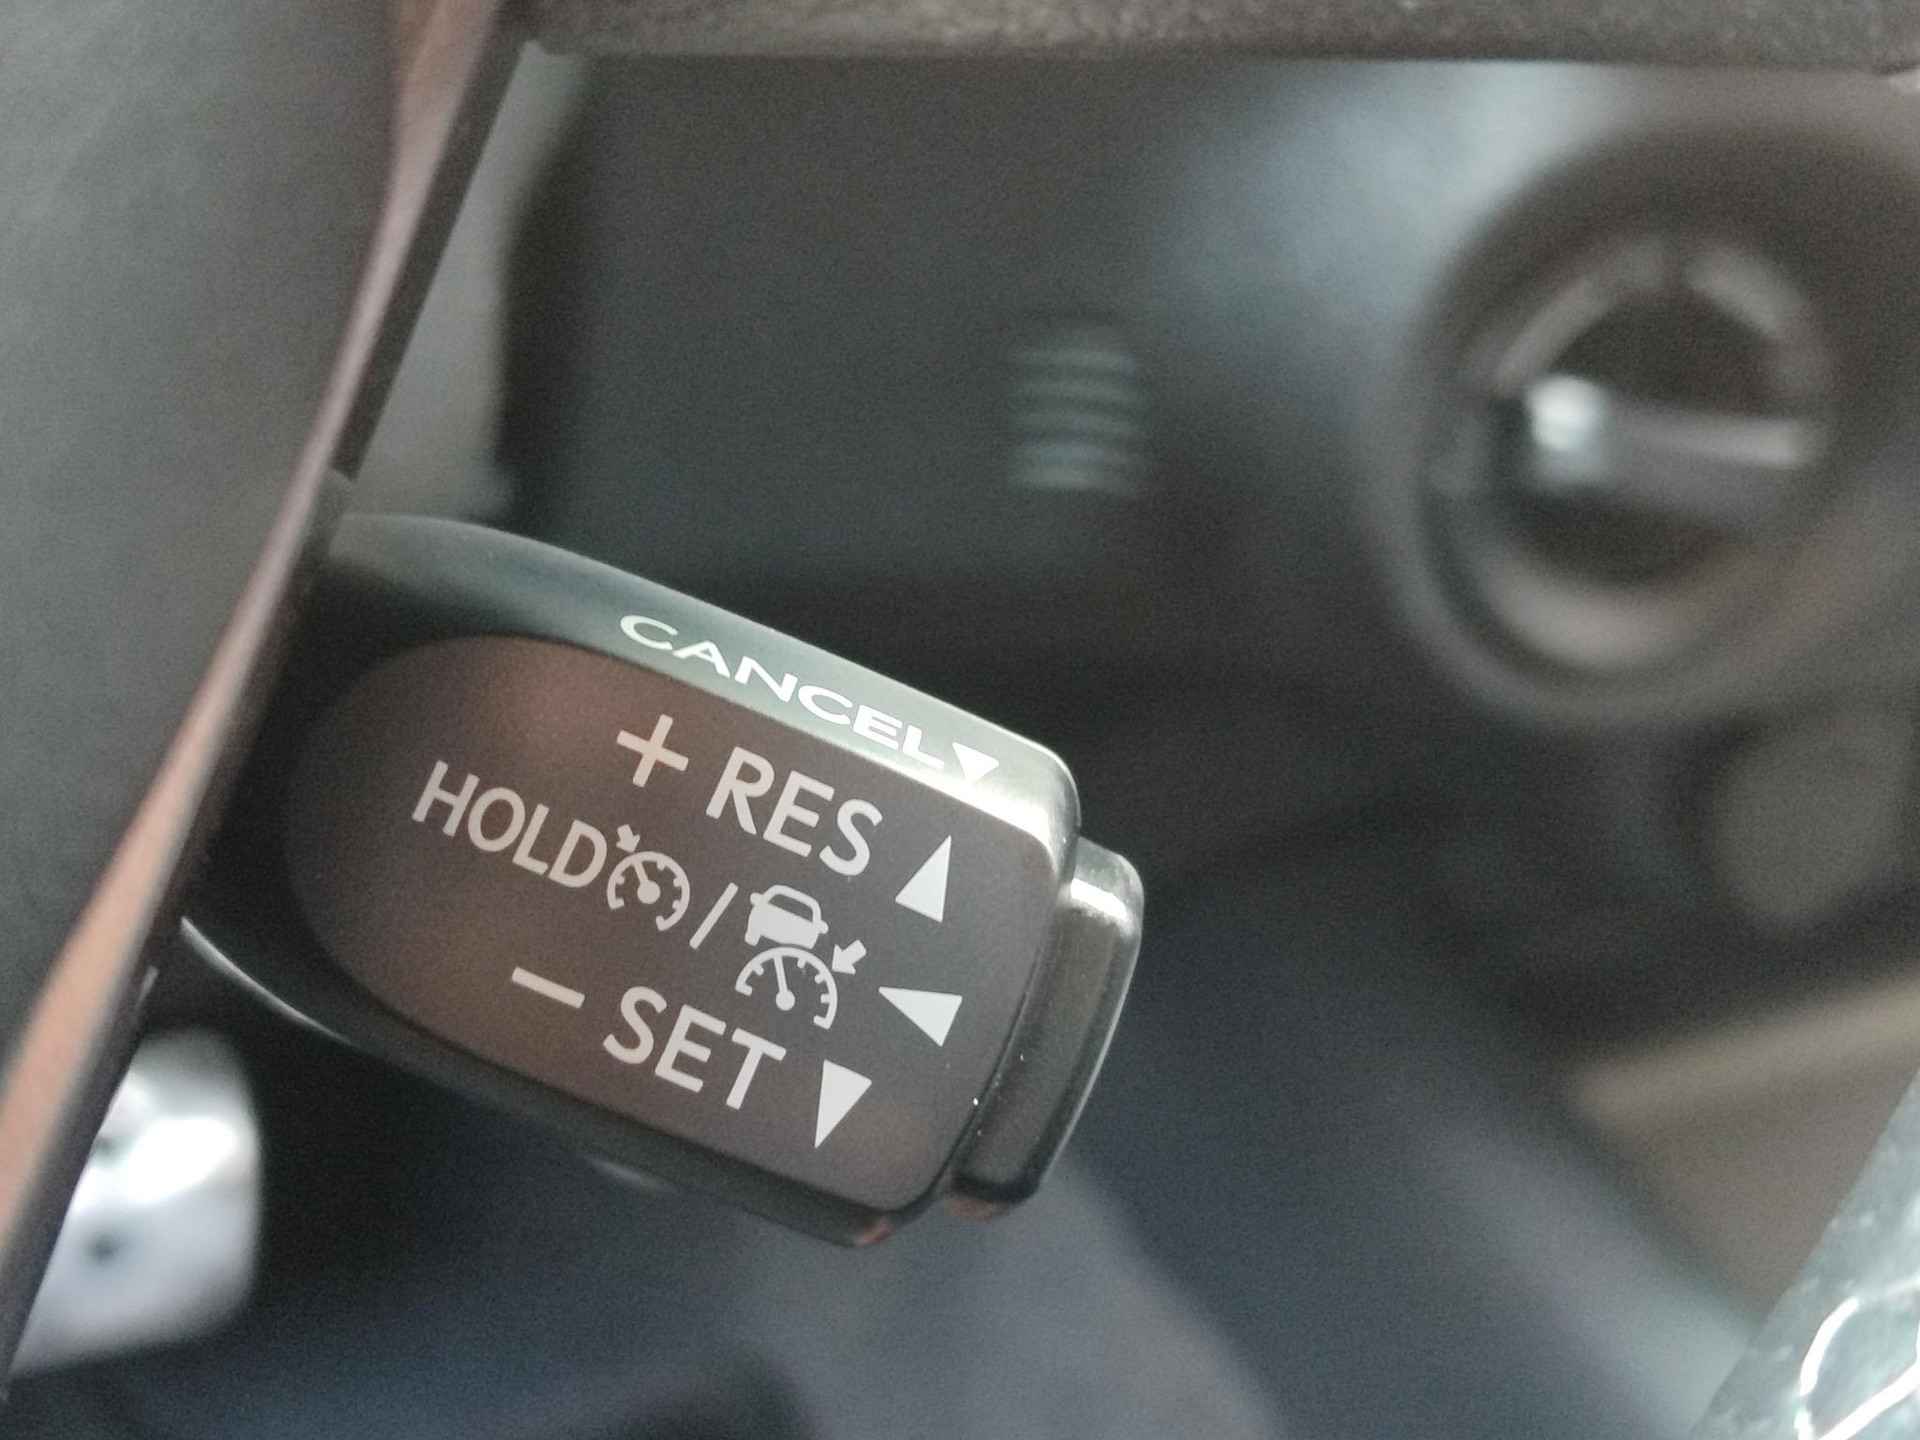 CANCEL▼
+ RES ▲
HOLD / ◀
– SET ▼